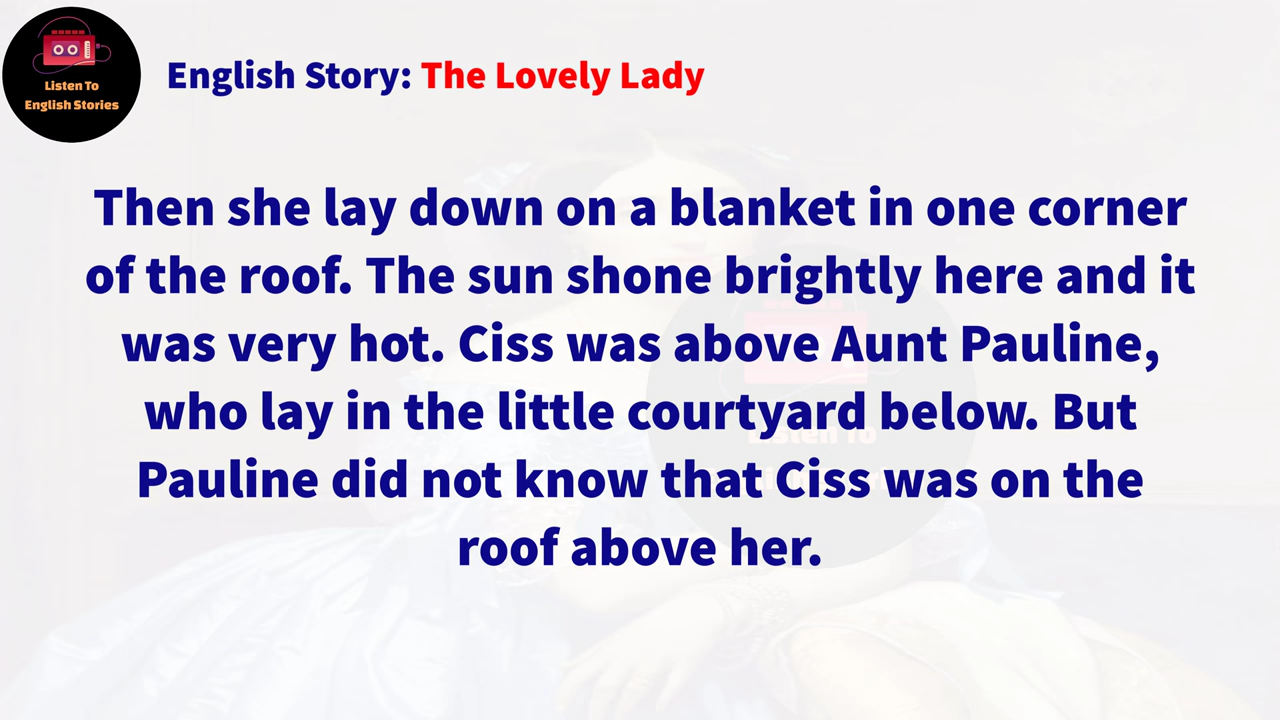 Listen To
English Stories
English Story: The Lovely Lady
Then she lay down on a blanket in one corner
of the roof. The sun shone brightly here and it
was very hot. Ciss was above Aunt Pauline,
who lay in the little courtyard below. But
Pauline did not know that Ciss was on the
roof above her.
Listen To